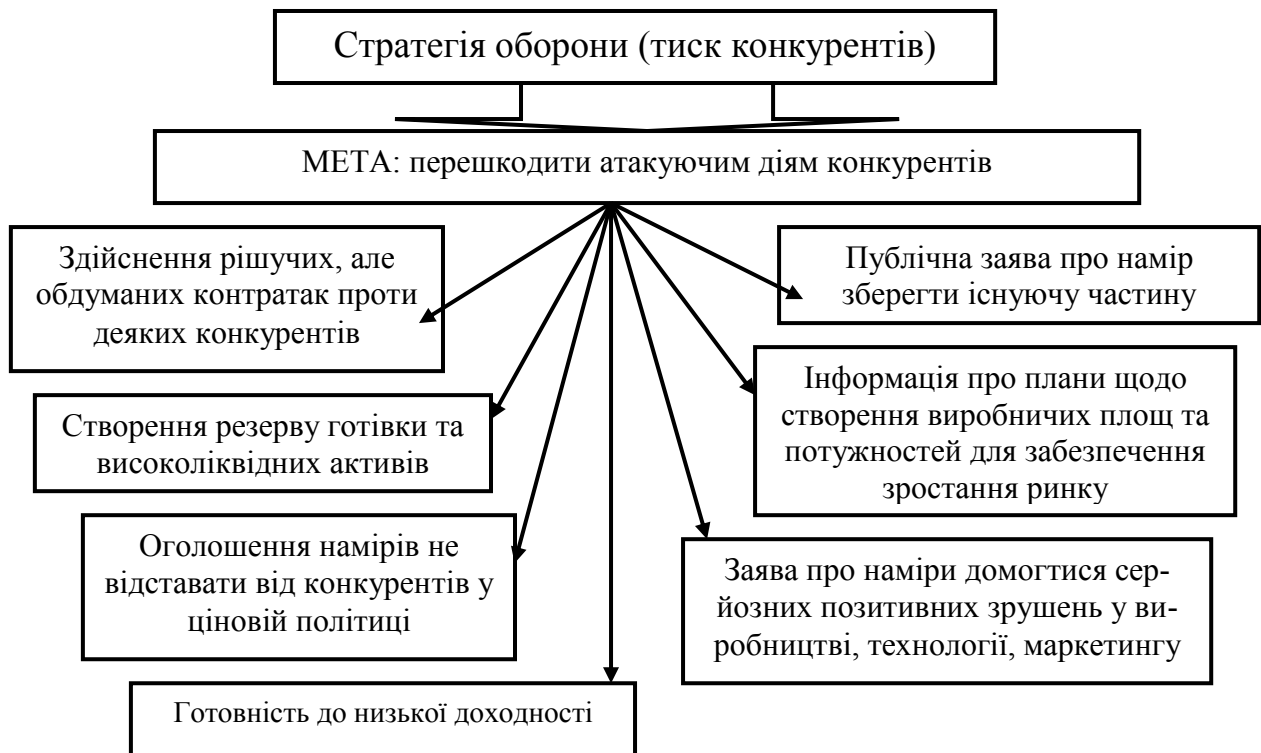 Стратегія оборони (тиск конкурентів)
МЕТА: перешкодити атакуючим діям конкурентів
Здійснення рішучих, але
обдуманих контратак проти
деяких конкурентів
Публічна заява про намір
зберегти існуючу частину
Створення резерву готівки та
високоліквідних активів
Інформація про плани щодо
створення виробничих площ та
потужностей для забезпечення
зростання ринку
Оголошення намірів не
відставати від конкурентів у
ціновій політиці
Заява про наміри домогтися сер-
йозних позитивних зрушень у ви-
робництві, технології, маркетингу
Готовність до низької доходності